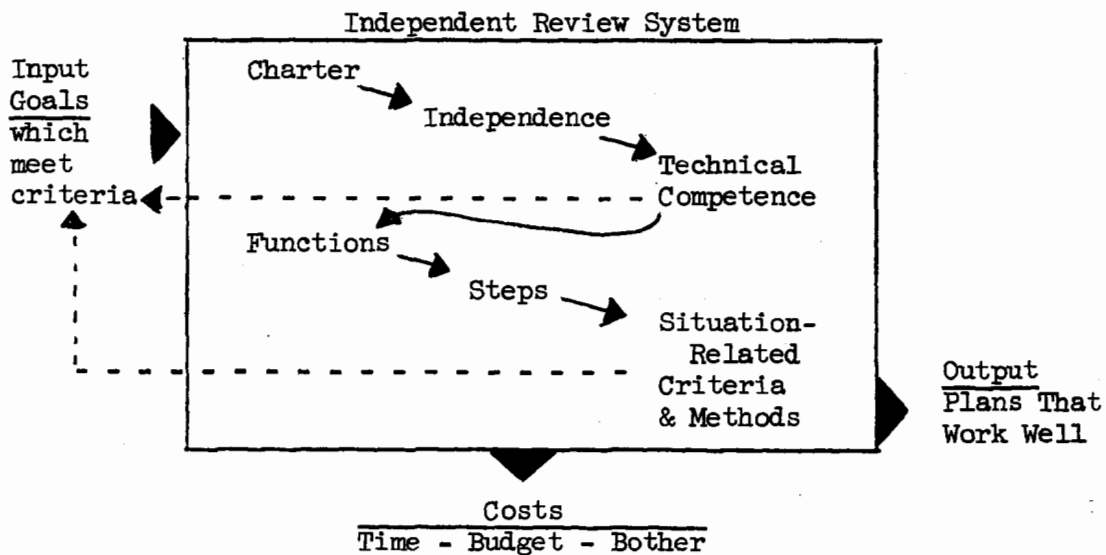 Independent Review System
Input
Goals
which
meet
criteria
Charter
Independence
Technical
Competence
Functions
Steps
Situation-
Related
Criteria
& Methods
Output
Plans That
Work Well
Costs
Time - Budget - Bother